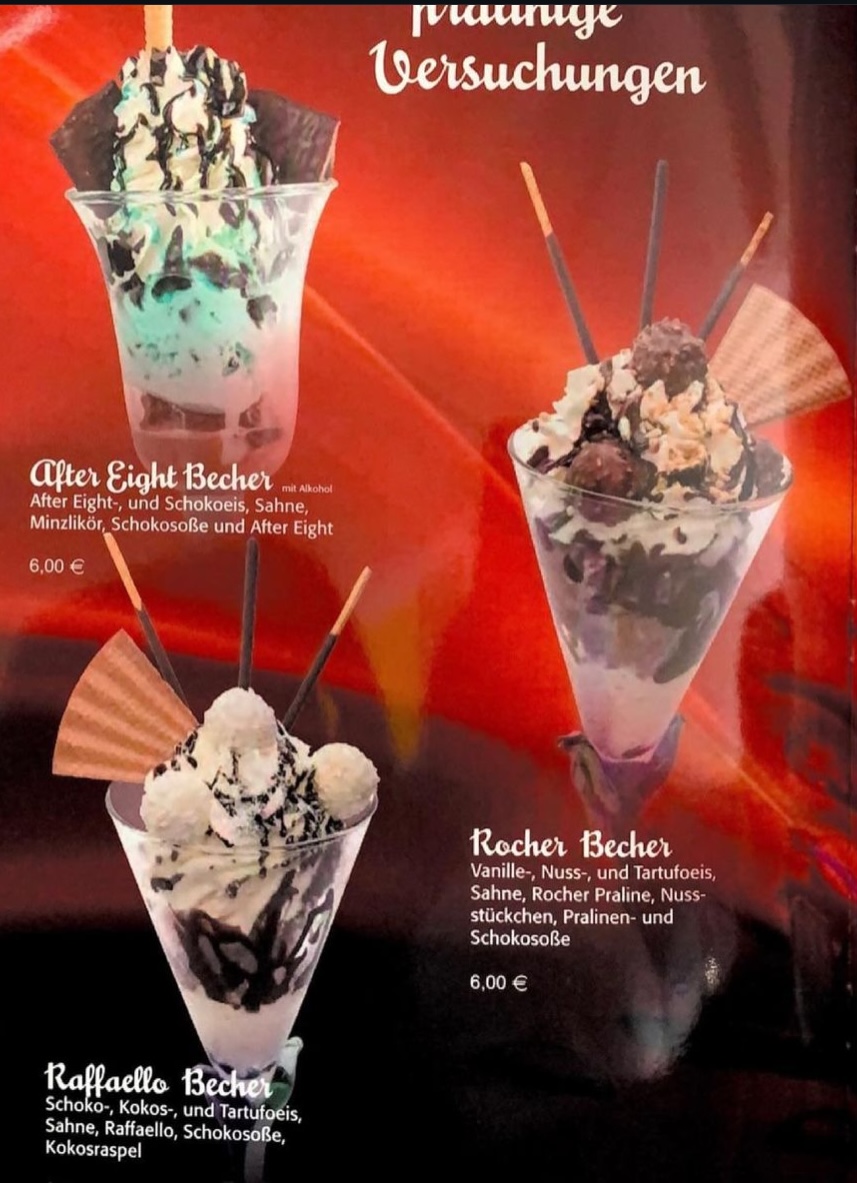 Versuchungen
After Eight Becher mit Alkohol
After Eight-, und Schokoeis, Sahne,
Minzlikör, Schokosoße und After Eight
6,00 €
Rocher Becher
Vanille-, Nuss-, und Tartufoeis,
Sahne, Rocher Praline, Nuss-
stückchen, Pralinen- und
Schokosoße
6,00 €
Raffaello Becher
Schoko-, Kokos-, und Tartufoeis,
Sahne, Raffaello, Schokosoße,
Kokosraspel